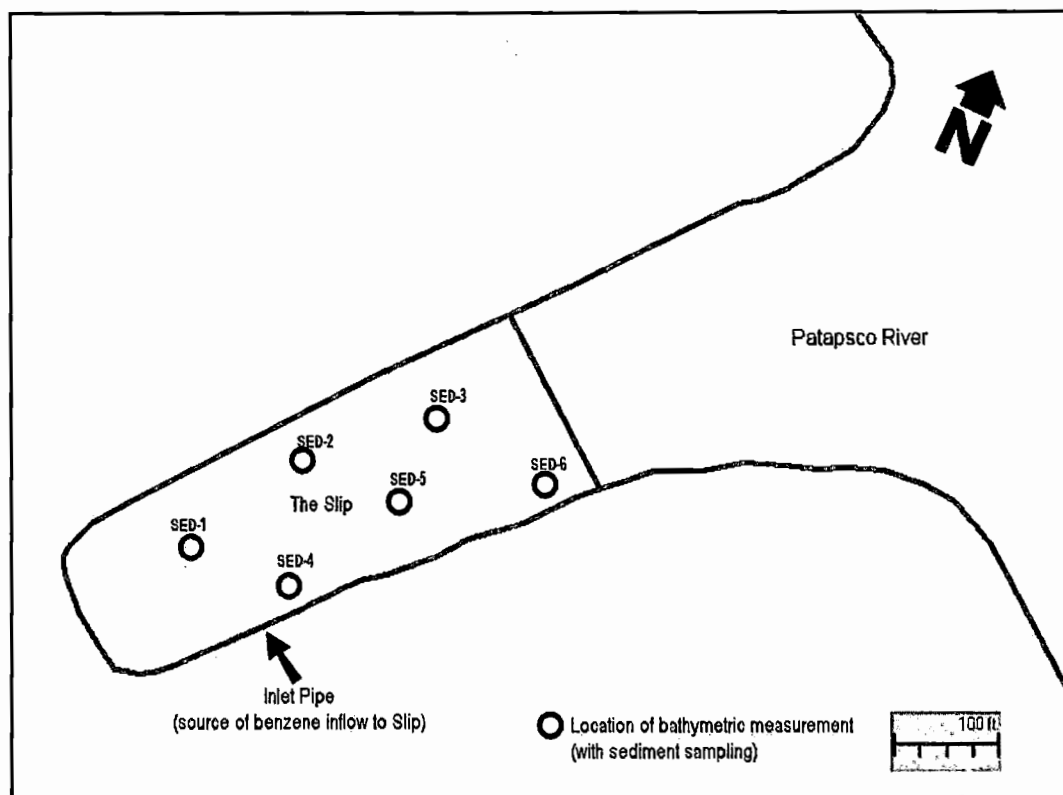 N
Patapsco River
SED-3
SED-2
SED-6
SED-5
The Slip
SED-1
SED-4
Inlet Pipe
(source of benzene inflow to Slip)
Location of bathymetric measurement
(with sediment sampling)
100 ft